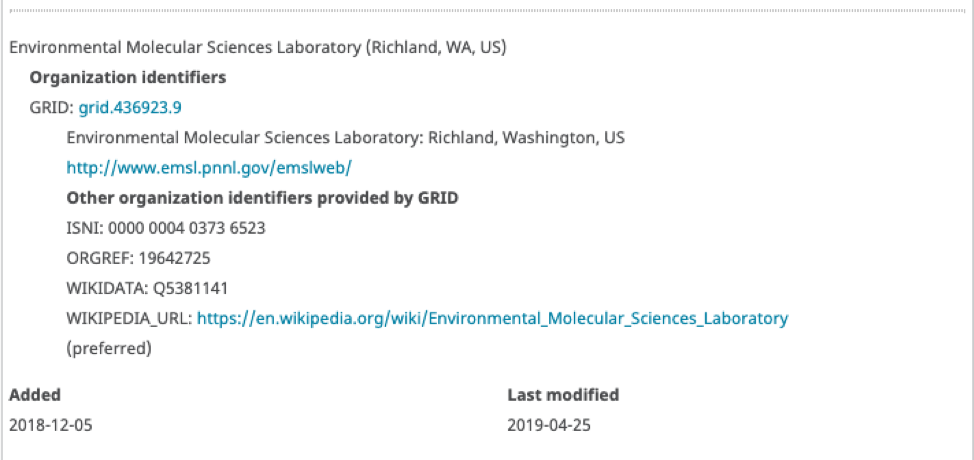 Environmental Molecular Sciences Laboratory (Richland, WA, US)
Organization identifiers
GRID: grid.436923.9
Environmental Molecular Sciences Laboratory: Richland, Washington, US
http://www.emsl.pnnl.gov/emslweb/
Other organization identifiers provided by GRID
ISNI: 0000 0004 0373 6523
ORGREF: 19642725
WIKIDATA: Q5381141
WIKIPEDIA_URL: https://en.wikipedia.org/wiki/Environmental_Molecular_Sciences_Laboratory
(preferred)
Added Last modified
2018-12-05 2019-04-25